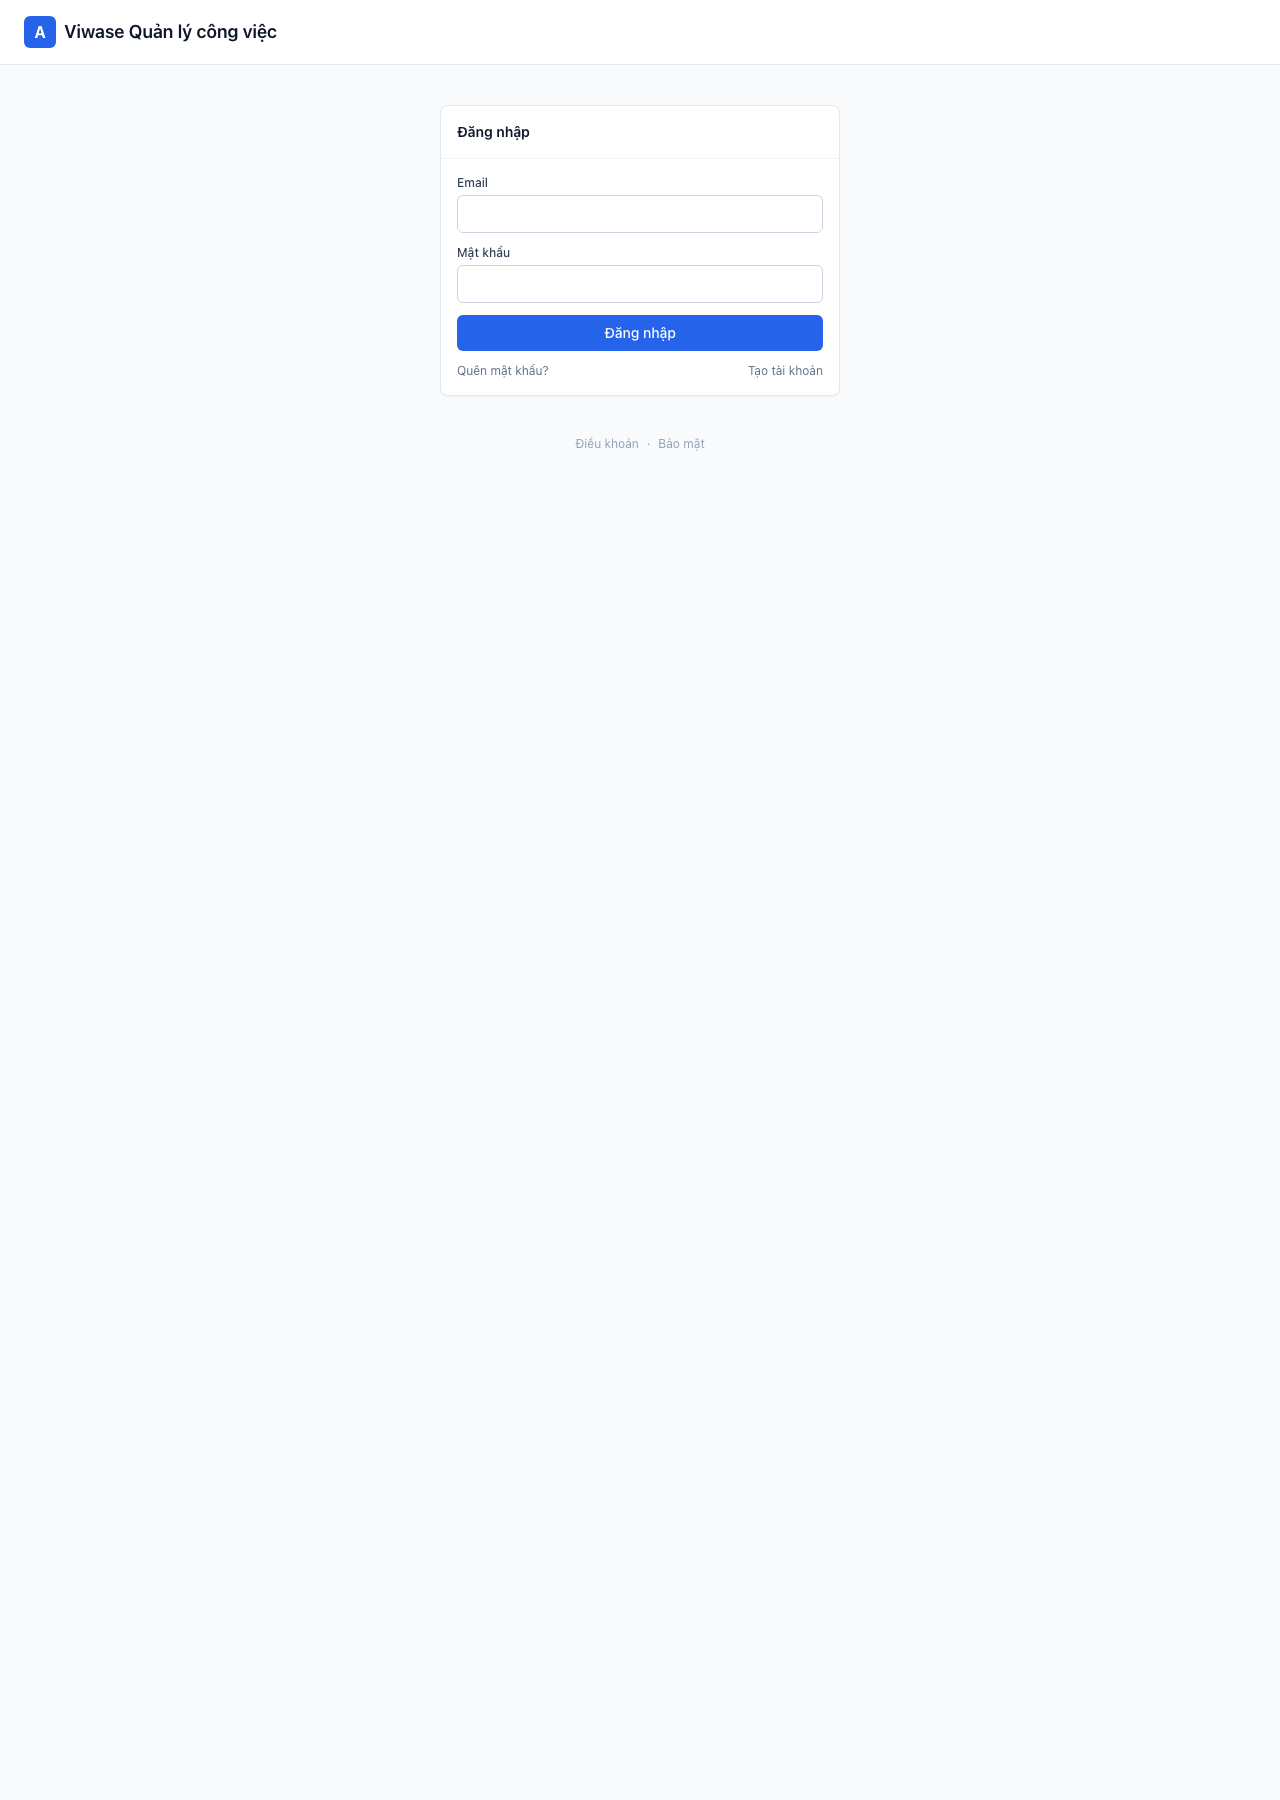 A Viwase Quản lý công việc
Đăng nhập
Email
Mật khẩu
Đăng nhập
Quên mật khẩu? Tạo tài khoản
Điều khoản · Bảo mật